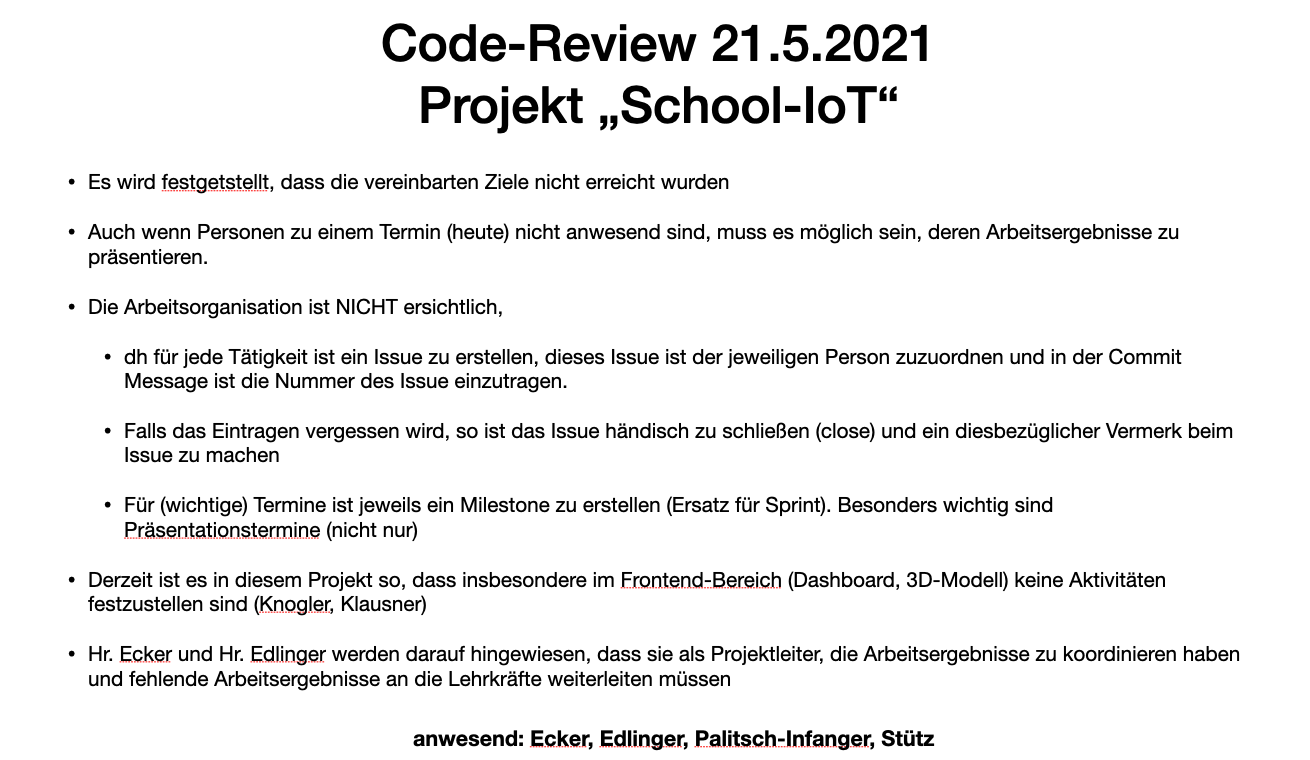 Code-Review 21.5.2021
Projekt „School-IoT“
• Es wird festgetstellt, dass die vereinbarten Ziele nicht erreicht wurden
• Auch wenn Personen zu einem Termin (heute) nicht anwesend sind, muss es möglich sein, deren Arbeitsergebnisse zu
präsentieren.
• Die Arbeitsorganisation ist NICHT ersichtlich,
• dh für jede Tätigkeit ist ein Issue zu erstellen, dieses Issue ist der jeweiligen Person zuzuordnen und in der Commit
Message ist die Nummer des Issue einzutragen.
• Falls das Eintragen vergessen wird, so ist das Issue händisch zu schließen (close) und ein diesbezüglicher Vermerk beim
Issue zu machen
• Für (wichtige) Termine ist jeweils ein Milestone zu erstellen (Ersatz für Sprint). Besonders wichtig sind
Präsentationstermine (nicht nur)
• Derzeit ist es in diesem Projekt so, dass insbesondere im Frontend-Bereich (Dashboard, 3D-Modell) keine Aktivitäten
festzustellen sind (Knogler, Klausner)
• Hr. Ecker und Hr. Edlinger werden darauf hingewiesen, dass sie als Projektleiter, die Arbeitsergebnisse zu koordinieren haben
und fehlende Arbeitsergebnisse an die Lehrkräfte weiterleiten müssen
anwesend: Ecker, Edlinger, Palitsch-Infanger, Stütz